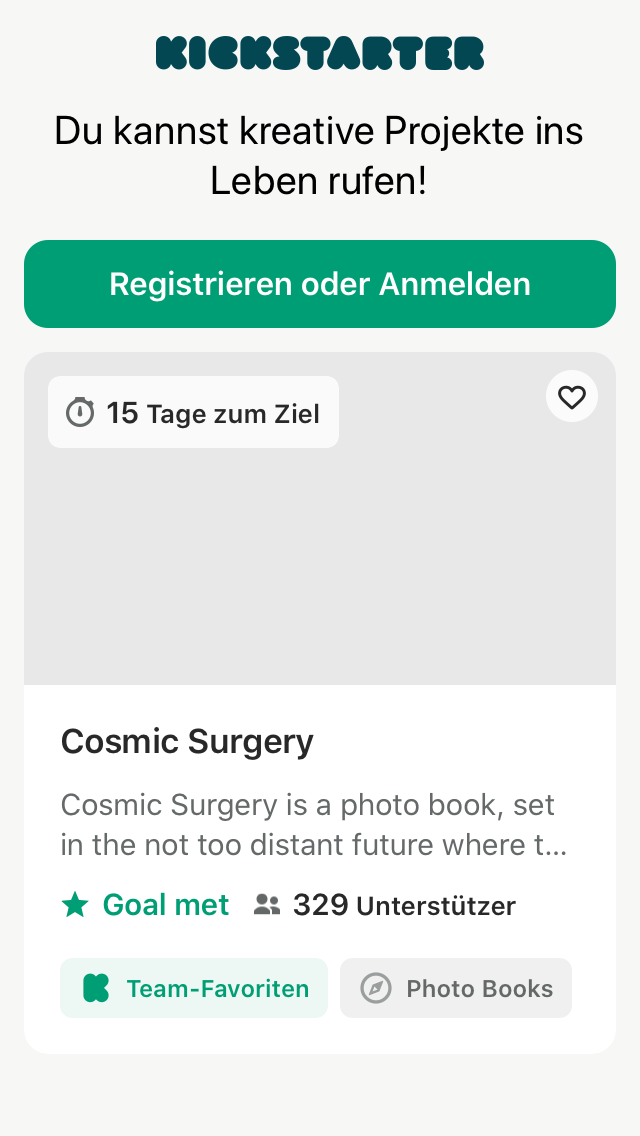 KICKSTARTER
Du kannst kreative Projekte ins
Leben rufen!
Registrieren oder Anmelden
15 Tage zum Ziel
Cosmic Surgery
Cosmic Surgery is a photo book, set
in the not too distant future where t...
Goal met 329 Unterstützer
Team-Favoriten Photo Books